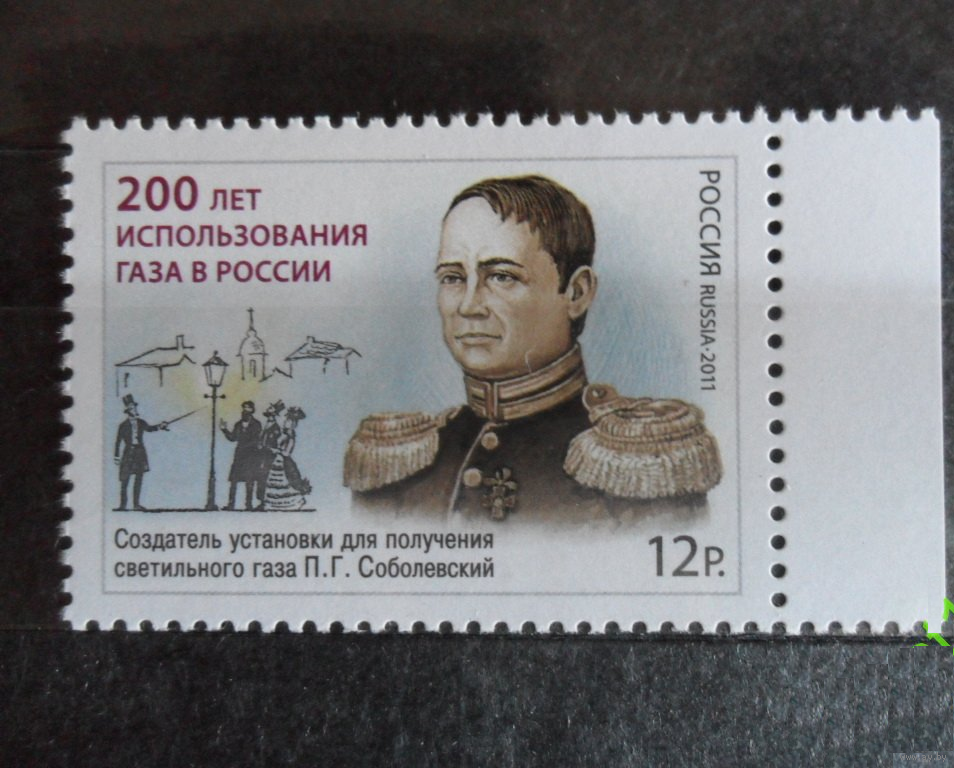 200 ЛЕТ
ИСПОЛЬЗОВАНИЯ
ГАЗА В РОССИИ
РОССИЯ RUSSIA·2011
Создатель установки для получения
светильного газа П.Г. Соболевский
12Р.